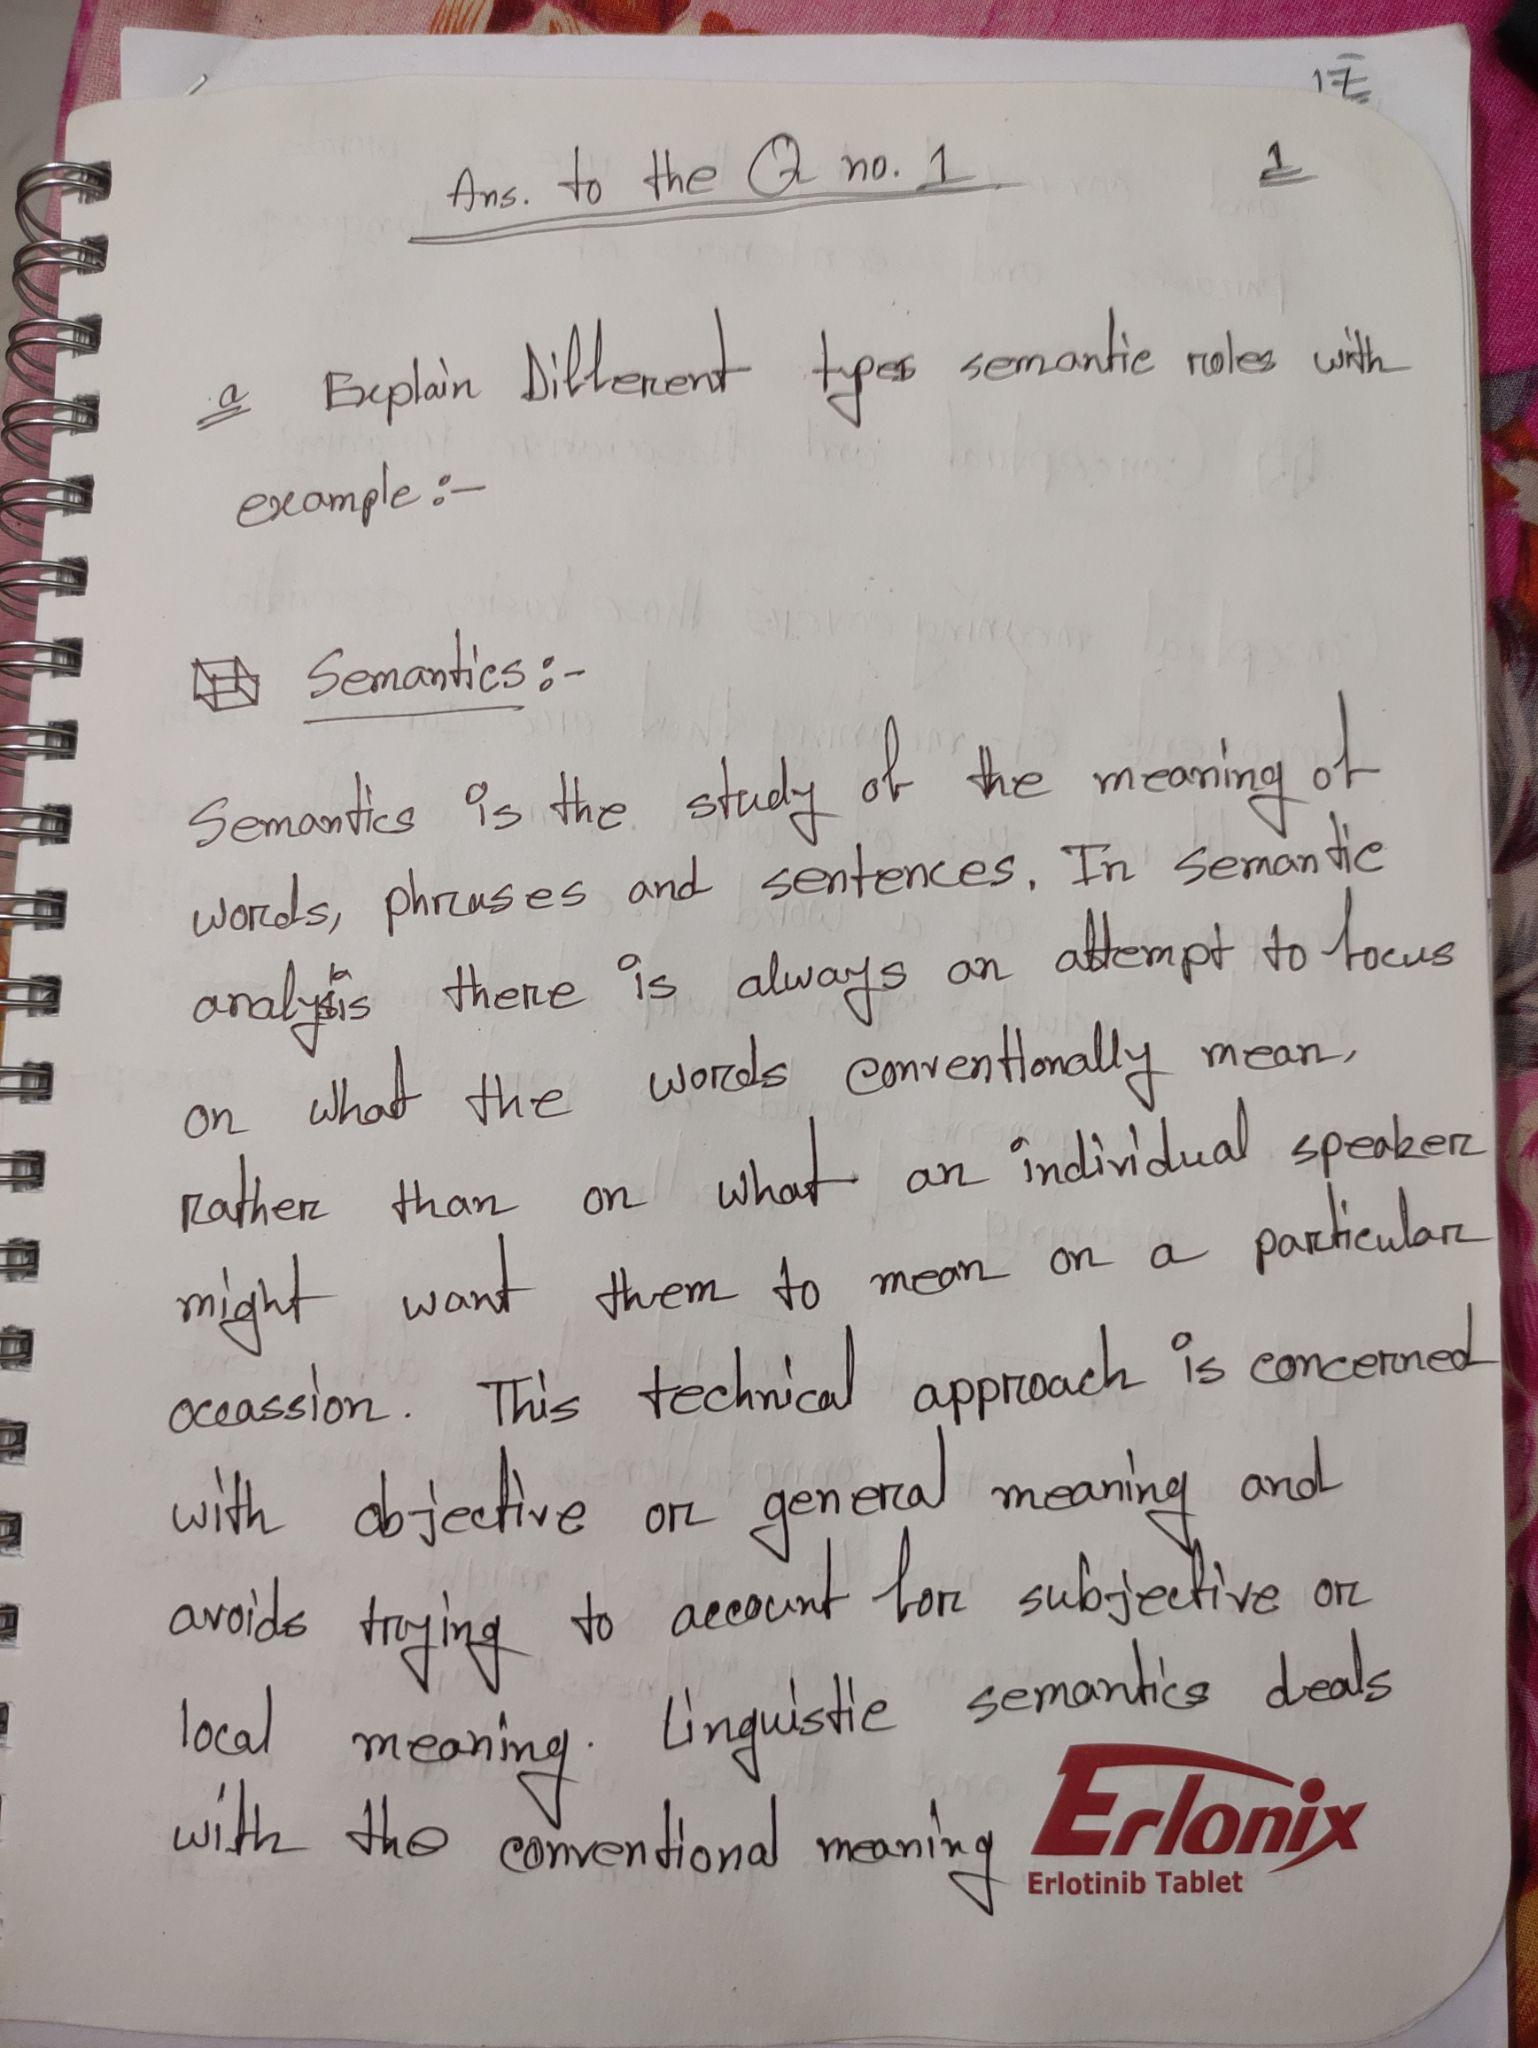 17
Ans. to the Q no. 1
1
a Explain Different types semantic roles with
example:-
Semantics:-
Semantics is the study of the meaning of
words, phrases and sentences. In semantic
analysis there is always an attempt to focus
on what the words conventionally mean,
rather than on what an individual speaker
might want them to mean on a particular
occassion. This technical approach is concerned
with objective or general meaning and
avoids trying to account for subjective or
local meaning. Linguistic semantics deals
with the conventional meaning
Erlonix
Erlotinib Tablet